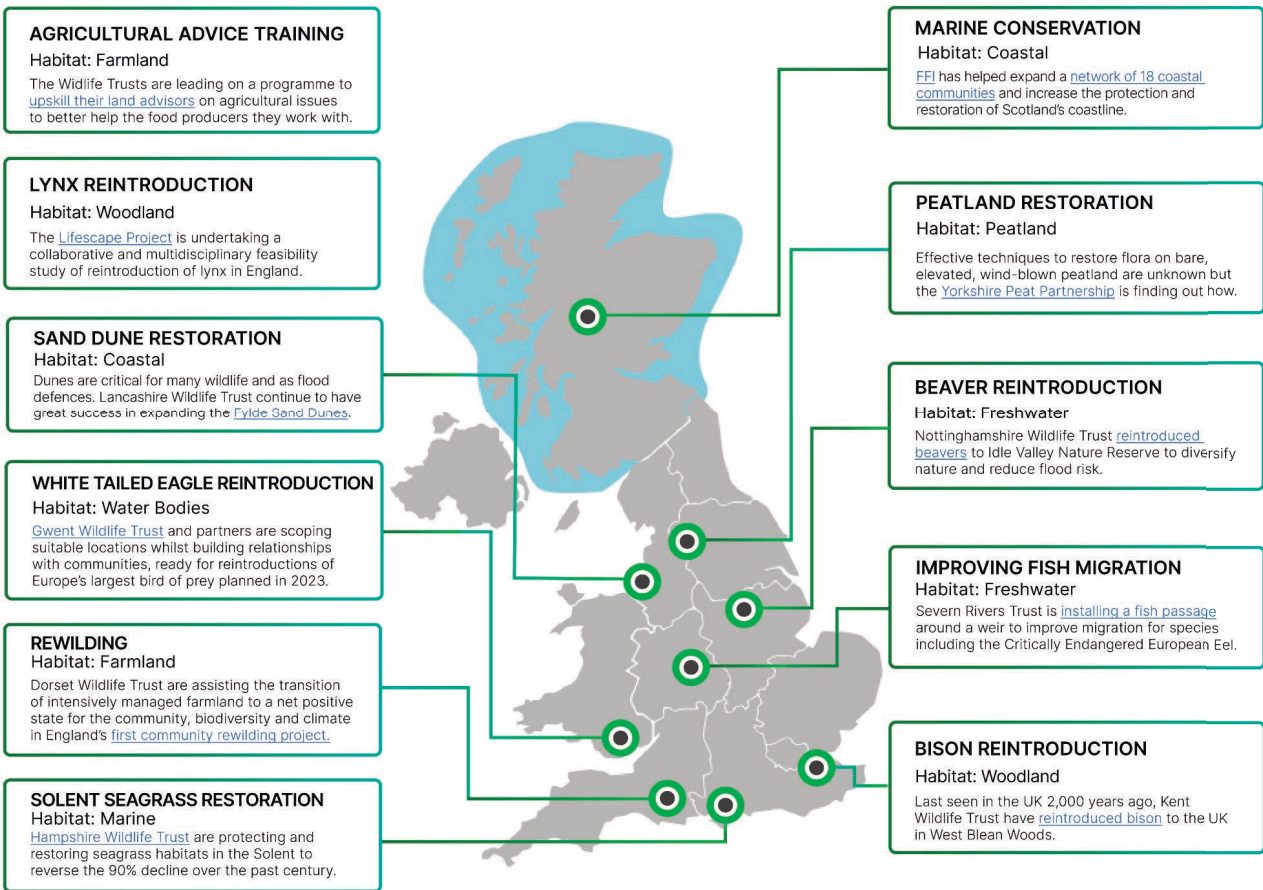 AGRICULTURAL ADVICE TRAINING
Habitat: Farmland
The Widlife Trusts are leading on a programme to
upskill their land advisors on agricultural issues
to better help the food producers they work with.
LYNX REINTRODUCTION
Habitat: Woodland
The Lifescape Project is undertaking a
collaborative and multidisciplinary feasibility
study of reintroduction of lynx in England.
SAND DUNE RESTORATION
Habitat: Coastal
Dunes are critical for many wildlife and as flood
defences. Lancashire Wildlife Trust continue to have
great success in expanding the Fylde Sand Dunes.
WHITE TAILED EAGLE REINTRODUCTION
Habitat: Water Bodies
Gwent Wildlife Trust and partners are scoping
suitable locations whilst building relationships
with communities, ready for reintroductions of
Europe's largest bird of prey planned in 2023.
REWILDING
Habitat: Farmland
Dorset Wildlife Trust are assisting the transition
of intensively managed farmland to a net positive
state for the community, biodiversity and climate
in England's first community rewilding project.
SOLENT SEAGRASS RESTORATION
Habitat: Marine
Hampshire Wildlife Trust are protecting and
restoring seagrass habitats in the Solent to
reverse the 90% decline over the past century.
MARINE CONSERVATION
Habitat: Coastal
FFI has helped expand a network of 18 coastal
communities and increase the protection and
restoration of Scotland's coastline.
PEATLAND RESTORATION
Habitat: Peatland
Effective techniques to restore flora on bare,
elevated, wind-blown peatland are unknown but
the Yorkshire Peat Partnership is finding out how.
BEAVER REINTRODUCTION
Habitat: Freshwater
Nottinghamshire Wildlife Trust reintroduced
beavers to Idle Valley Nature Reserve to diversify
nature and reduce flood risk.
IMPROVING FISH MIGRATION
Habitat: Freshwater
Severn Rivers Trust is installing a fish passage
around a weir to improve migration for species
including the Critically Endangered European Eel.
BISON REINTRODUCTION
Habitat: Woodland
Last seen in the UK 2,000 years ago, Kent
Wildlife Trust have reintroduced bison to the UK
in West Blean Woods.